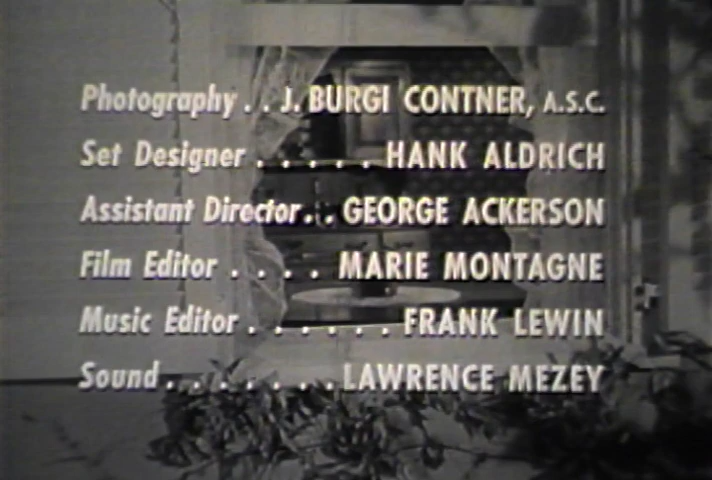 Photography . . J. BURGI CONTNER, A.S.C.
Set Designer . . . . . HANK ALDRICH
Assistant Director . . GEORGE ACKERSON
Film Editor . . . . MARIE MONTAGNE
Music Editor . . . . . . FRANK LEWIN
Sound . . . . . . . LAWRENCE MEZEY